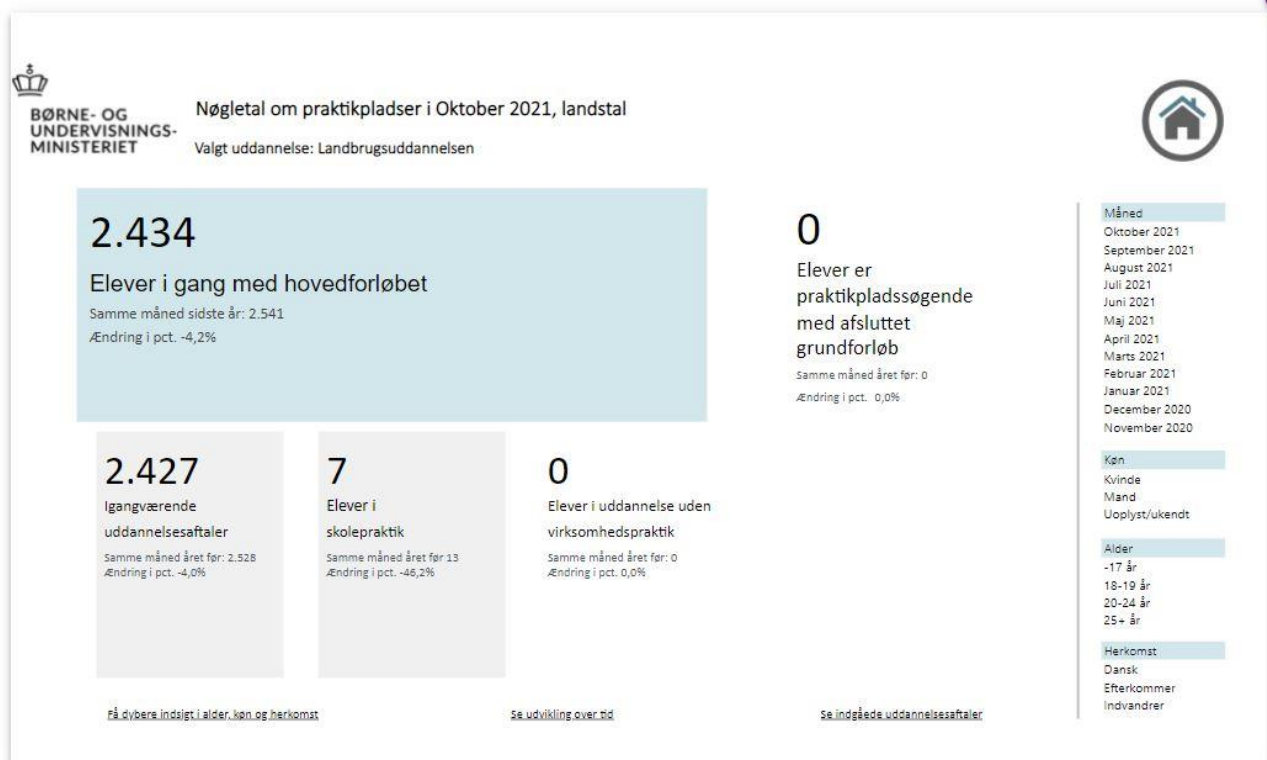 BØRNE- OG
UNDERVISNINGS-
MINISTERIET
Nøgletal om praktikpladser i Oktober 2021, landstal
Valgt uddannelse: Landbrugsuddannelsen
2.434
Elever i gang med hovedforløbet
Samme måned sidste år: 2.541
Ændring i pct. -4,2%
0
Elever er
praktikpladssøgende
med afsluttet
grundforløb
Samme måned året før: 0
Ændring i pct. 0,0%
2.427
Igangværende
uddannelsesaftaler
Samme måned året før: 2.528
Ændring i pct. -4,0%
7
Elever i
skolepraktik
Samme måned året før 13
Ændring i pct. -46,2%
0
Elever i uddannelse uden
virksomhedspraktik
Samme måned året før: 0
Ændring i pct. 0,0%
Måned
Oktober 2021
September 2021
August 2021
Juli 2021
Juni 2021
Maj 2021
April 2021
Marts 2021
Februar 2021
Januar 2021
December 2020
November 2020
Køn
Kvinde
Mand
Uoplyst/ukendt
Alder
-17 år
18-19 år
20-24 år
25+ år
Herkomst
Dansk
Efterkommer
Indvandrer
Få dybere indsigt i alder, køn og herkomst
Se udvikling over tid
Se indgåede uddannelsesaftaler